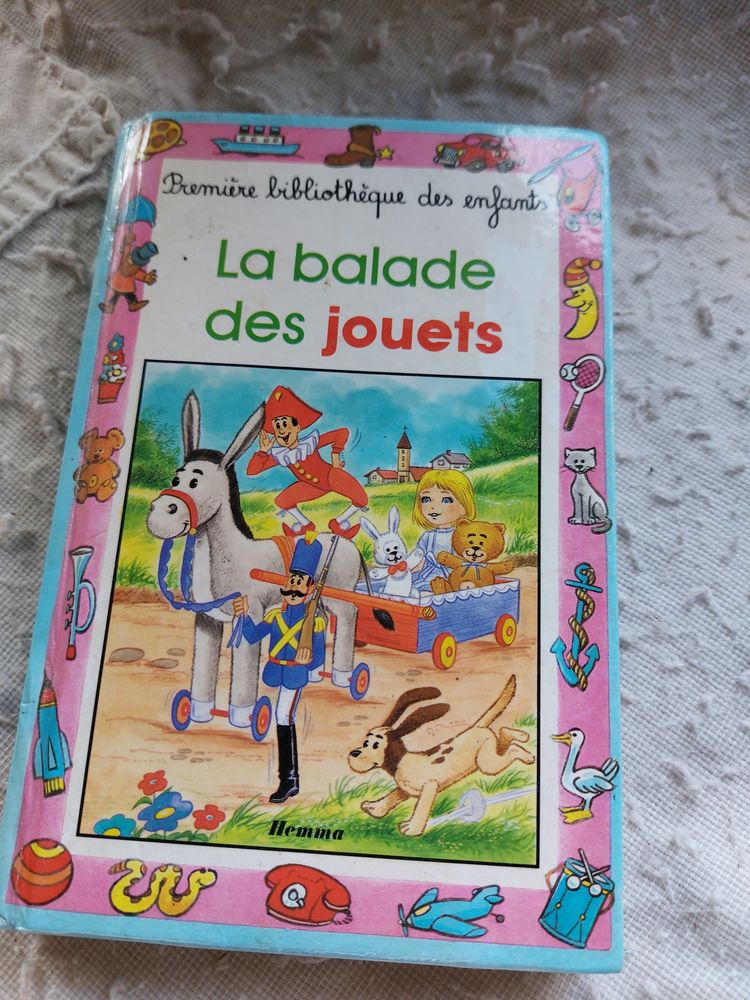 Première bibliothèque des enfants
La balade
des jouets
Hemma